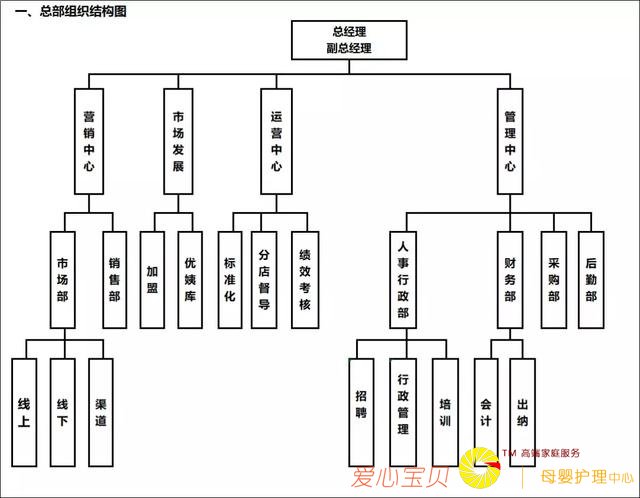 一、总部组织结构图
总经理
副总经理
营销中心
市场发展
运营中心
管理中心
市场部
销售部
加盟
优姨库
标准化
分店督导
绩效考核
人事行政部
财务部
采购部
后勤部
线上
线下
渠道
招聘
行政管理
培训
会计
出纳
TM 高端家庭服务
爱心宝贝
母婴护理中心